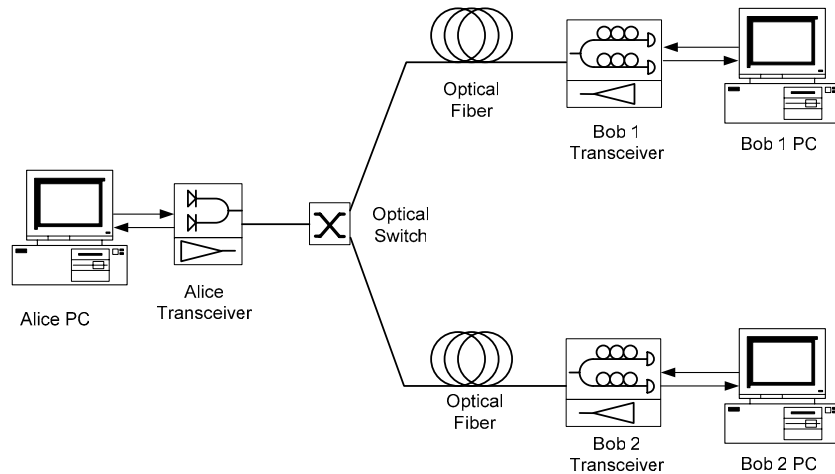 Optical
Fiber
Bob 1
Transceiver
Bob 1 PC
Optical
Switch
Alice
Transceiver
Alice PC
Optical
Fiber
Bob 2
Transceiver
Bob 2 PC